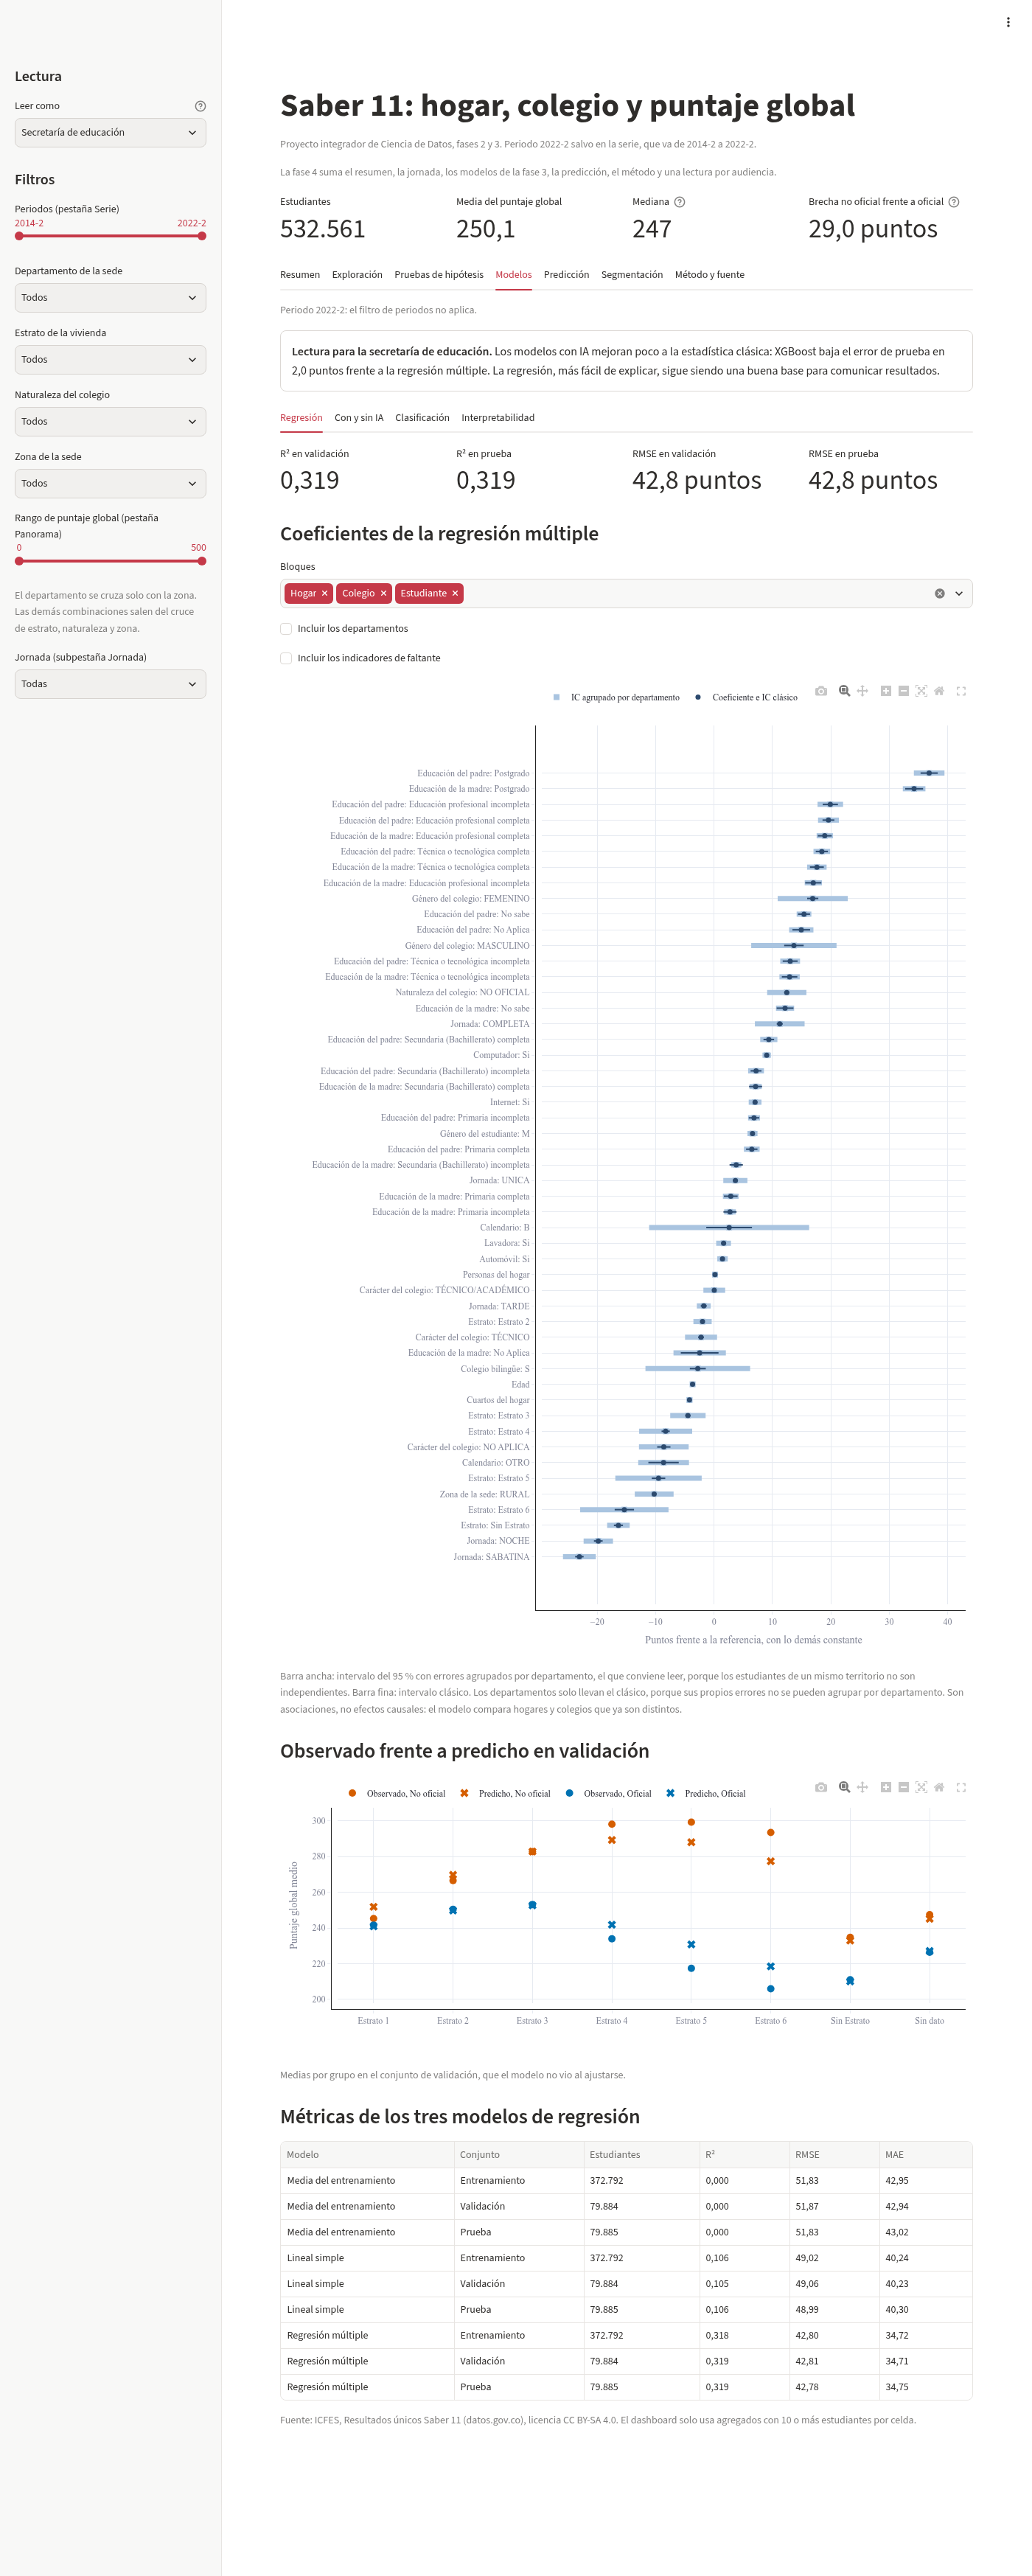 Lectura
Leer como
Secretaría de educación
Filtros
Periodos (pestaña Serie)
2014-2 2022-2
Departamento de la sede
Todos
Estrato de la vivienda
Todos
Naturaleza del colegio
Todos
Zona de la sede
Todos
Rango de puntaje global (pestaña
Panorama)
0 500
El departamento se cruza solo con la zona.
Las demás combinaciones salen del cruce
de estrato, naturaleza y zona.
Jornada (subpestaña Jornada)
Todas
Saber 11: hogar, colegio y puntaje global
Proyecto integrador de Ciencia de Datos, fases 2 y 3. Periodo 2022-2 salvo en la serie, que va de 2014-2 a 2022-2.
La fase 4 suma el resumen, la jornada, los modelos de la fase 3, la predicción, el método y una lectura por audiencia.
Estudiantes Media del puntaje global Mediana Brecha no oficial frente a oficial
532.561 250,1 247 29,0 puntos
Resumen Exploración Pruebas de hipótesis Modelos Predicción Segmentación Método y fuente
Periodo 2022-2: el filtro de periodos no aplica.
Lectura para la secretaría de educación. Los modelos con IA mejoran poco a la estadística clásica: XGBoost baja el error de prueba en
2,0 puntos frente a la regresión múltiple. La regresión, más fácil de explicar, sigue siendo una buena base para comunicar resultados.
Regresión Con y sin IA Clasificación Interpretabilidad
R² en validación R² en prueba RMSE en validación RMSE en prueba
0,319 0,319 42,8 puntos 42,8 puntos
Coeficientes de la regresión múltiple
Bloques
Hogar Colegio Estudiante
Incluir los departamentos
Incluir los indicadores de faltante
IC agrupado por departamento Coeficiente e IC clásico
Educación del padre: Postgrado
Educación de la madre: Postgrado
Educación del padre: Educación profesional incompleta
Educación del padre: Educación profesional completa
Educación de la madre: Educación profesional completa
Educación del padre: Técnica o tecnológica completa
Educación de la madre: Técnica o tecnológica completa
Educación de la madre: Educación profesional incompleta
Género del colegio: FEMENINO
Educación del padre: No sabe
Educación del padre: No Aplica
Género del colegio: MASCULINO
Educación del padre: Técnica o tecnológica incompleta
Educación de la madre: Técnica o tecnológica incompleta
Naturaleza del colegio: NO OFICIAL
Educación de la madre: No sabe
Jornada: COMPLETA
Educación del padre: Secundaria (Bachillerato) completa
Computador: Si
Educación del padre: Secundaria (Bachillerato) incompleta
Educación de la madre: Secundaria (Bachillerato) completa
Internet: Si
Educación del padre: Primaria incompleta
Género del estudiante: M
Educación del padre: Primaria completa
Educación de la madre: Secundaria (Bachillerato) incompleta
Jornada: UNICA
Educación de la madre: Primaria completa
Educación de la madre: Primaria incompleta
Calendario: B
Lavadora: Si
Automóvil: Si
Personas del hogar
Carácter del colegio: TÉCNICO/ACADÉMICO
Jornada: TARDE
Estrato: Estrato 2
Carácter del colegio: TÉCNICO
Educación de la madre: No Aplica
Colegio bilingüe: S
Edad
Cuartos del hogar
Estrato: Estrato 3
Estrato: Estrato 4
Carácter del colegio: NO APLICA
Calendario: OTRO
Estrato: Estrato 5
Zona de la sede: RURAL
Estrato: Estrato 6
Estrato: Sin Estrato
Jornada: NOCHE
Jornada: SABATINA
−20 −10 0 10 20 30 40
Puntos frente a la referencia, con lo demás constante
Barra ancha: intervalo del 95 % con errores agrupados por departamento, el que conviene leer, porque los estudiantes de un mismo territorio no son
independientes. Barra fina: intervalo clásico. Los departamentos solo llevan el clásico, porque sus propios errores no se pueden agrupar por departamento. Son
asociaciones, no efectos causales: el modelo compara hogares y colegios que ya son distintos.
Observado frente a predicho en validación
Observado, No oficial Predicho, No oficial Observado, Oficial Predicho, Oficial
Puntaje global medio
300
280
260
240
220
200
Estrato 1 Estrato 2 Estrato 3 Estrato 4 Estrato 5 Estrato 6 Sin Estrato Sin dato
Medias por grupo en el conjunto de validación, que el modelo no vio al ajustarse.
Métricas de los tres modelos de regresión
Modelo Conjunto Estudiantes R² RMSE MAE
Media del entrenamiento Entrenamiento 372.792 0,000 51,83 42,95
Media del entrenamiento Validación 79.884 0,000 51,87 42,94
Media del entrenamiento Prueba 79.885 0,000 51,83 43,02
Lineal simple Entrenamiento 372.792 0,106 49,02 40,24
Lineal simple Validación 79.884 0,105 49,06 40,23
Lineal simple Prueba 79.885 0,106 48,99 40,30
Regresión múltiple Entrenamiento 372.792 0,318 42,80 34,72
Regresión múltiple Validación 79.884 0,319 42,81 34,71
Regresión múltiple Prueba 79.885 0,319 42,78 34,75
Fuente: ICFES, Resultados únicos Saber 11 (datos.gov.co), licencia CC BY-SA 4.0. El dashboard solo usa agregados con 10 o más estudiantes por celda.